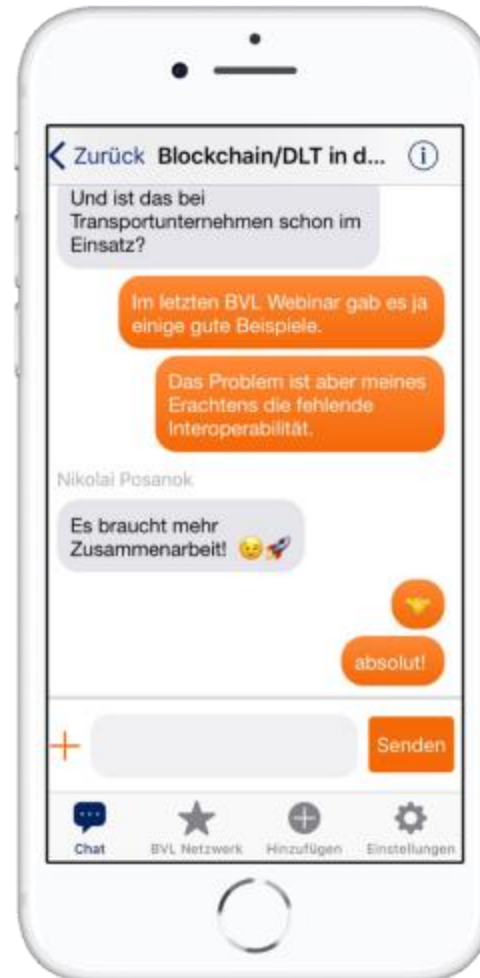 Zurück Blockchain/DLT in d...
Und ist das bei
Transportunternehmen schon im
Einsatz?
Im letzten BVL Webinar gab es ja
einige gute Beispiele.
Das Problem ist aber meines
Erachtens die fehlende
Interoperabilität.
Nikolai Posanok
Es braucht mehr
Zusammenarbeit! 😉🚀
🤝
absolut!
Senden
Chat BVL Netzwerk Hinzufügen Einstellungen